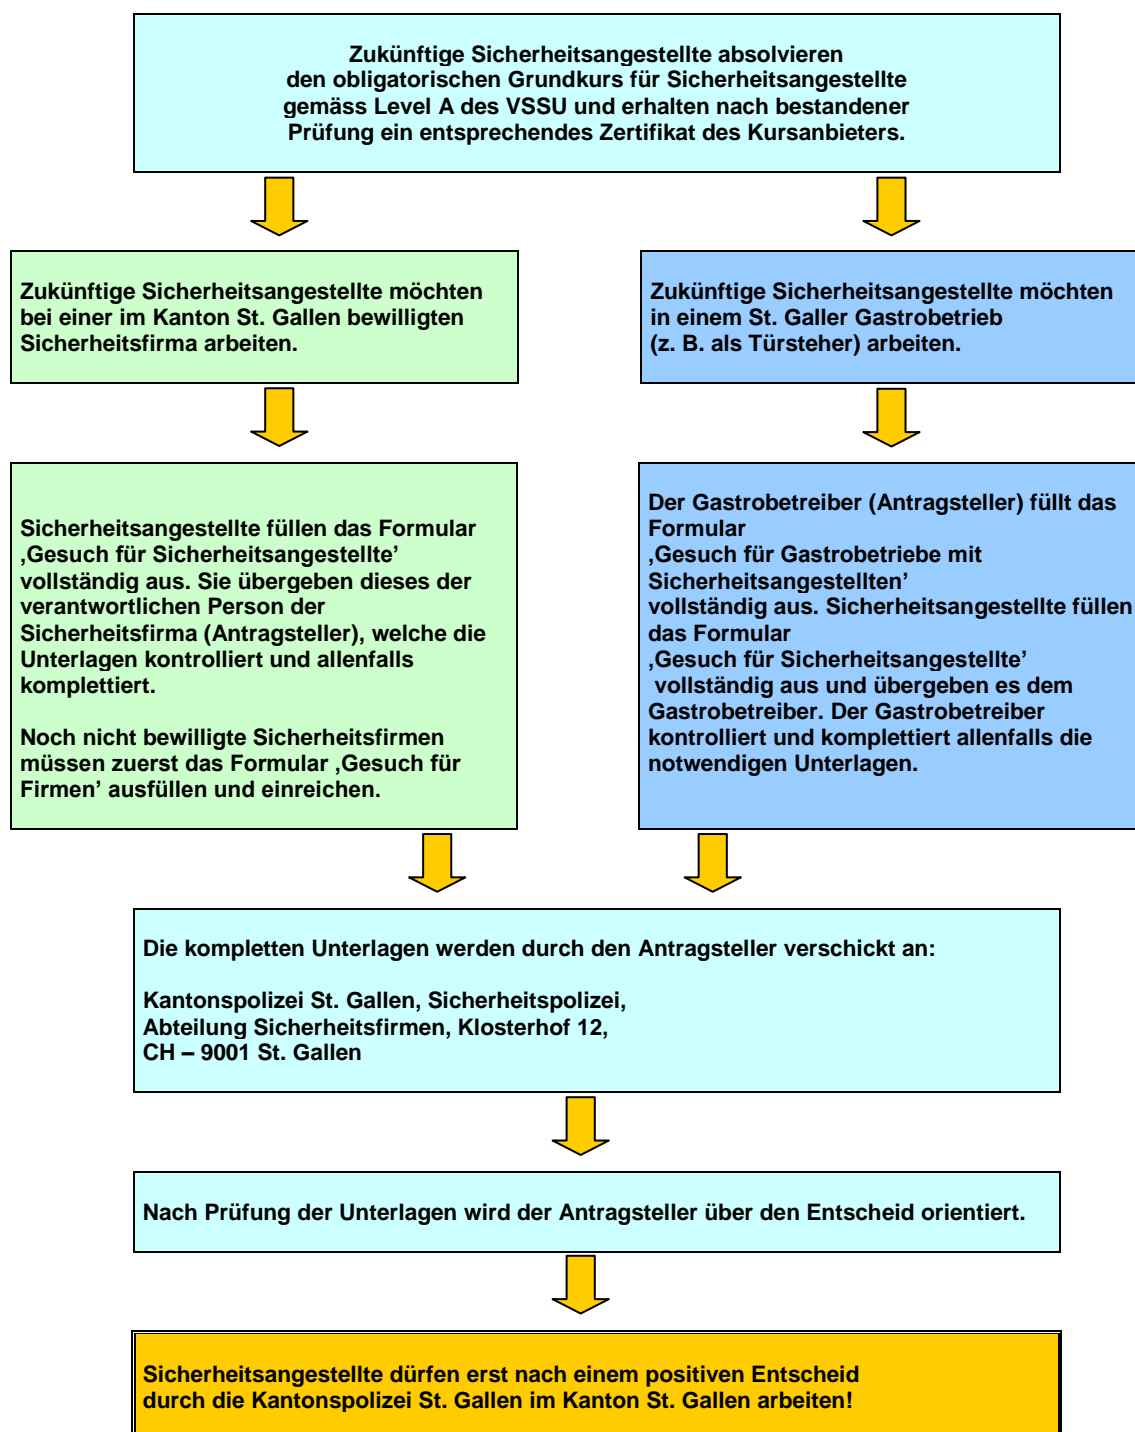 Zukünftige Sicherheitsangestellte absolvieren
den obligatorischen Grundkurs für Sicherheitsangestellte
gemäss Level A des VSSU und erhalten nach bestandener
Prüfung ein entsprechendes Zertifikat des Kursanbieters.
Zukünftige Sicherheitsangestellte möchten
bei einer im Kanton St. Gallen bewilligten
Sicherheitsfirma arbeiten.
Zukünftige Sicherheitsangestellte möchten
in einem St. Galler Gastrobetrieb
(z. B. als Türsteher) arbeiten.
Sicherheitsangestellte füllen das Formular
‚Gesuch für Sicherheitsangestellte’
vollständig aus. Sie übergeben dieses der
verantwortlichen Person der
Sicherheitsfirma (Antragsteller), welche die
Unterlagen kontrolliert und allenfalls
komplettiert.
Noch nicht bewilligte Sicherheitsfirmen
müssen zuerst das Formular ‚Gesuch für
Firmen’ ausfüllen und einreichen.
Der Gastrobetreiber (Antragsteller) füllt das
Formular
‚Gesuch für Gastrobetriebe mit
Sicherheitsangestellten’
vollständig aus. Sicherheitsangestellte füllen
das Formular
‚Gesuch für Sicherheitsangestellte’
vollständig aus und übergeben es dem
Gastrobetreiber. Der Gastrobetreiber
kontrolliert und komplettiert allenfalls die
notwendigen Unterlagen.
Die kompletten Unterlagen werden durch den Antragsteller verschickt an:
Kantonspolizei St. Gallen, Sicherheitspolizei,
Abteilung Sicherheitsfirmen, Klosterhof 12,
CH – 9001 St. Gallen
Nach Prüfung der Unterlagen wird der Antragsteller über den Entscheid orientiert.
Sicherheitsangestellte dürfen erst nach einem positiven Entscheid
durch die Kantonspolizei St. Gallen im Kanton St. Gallen arbeiten!